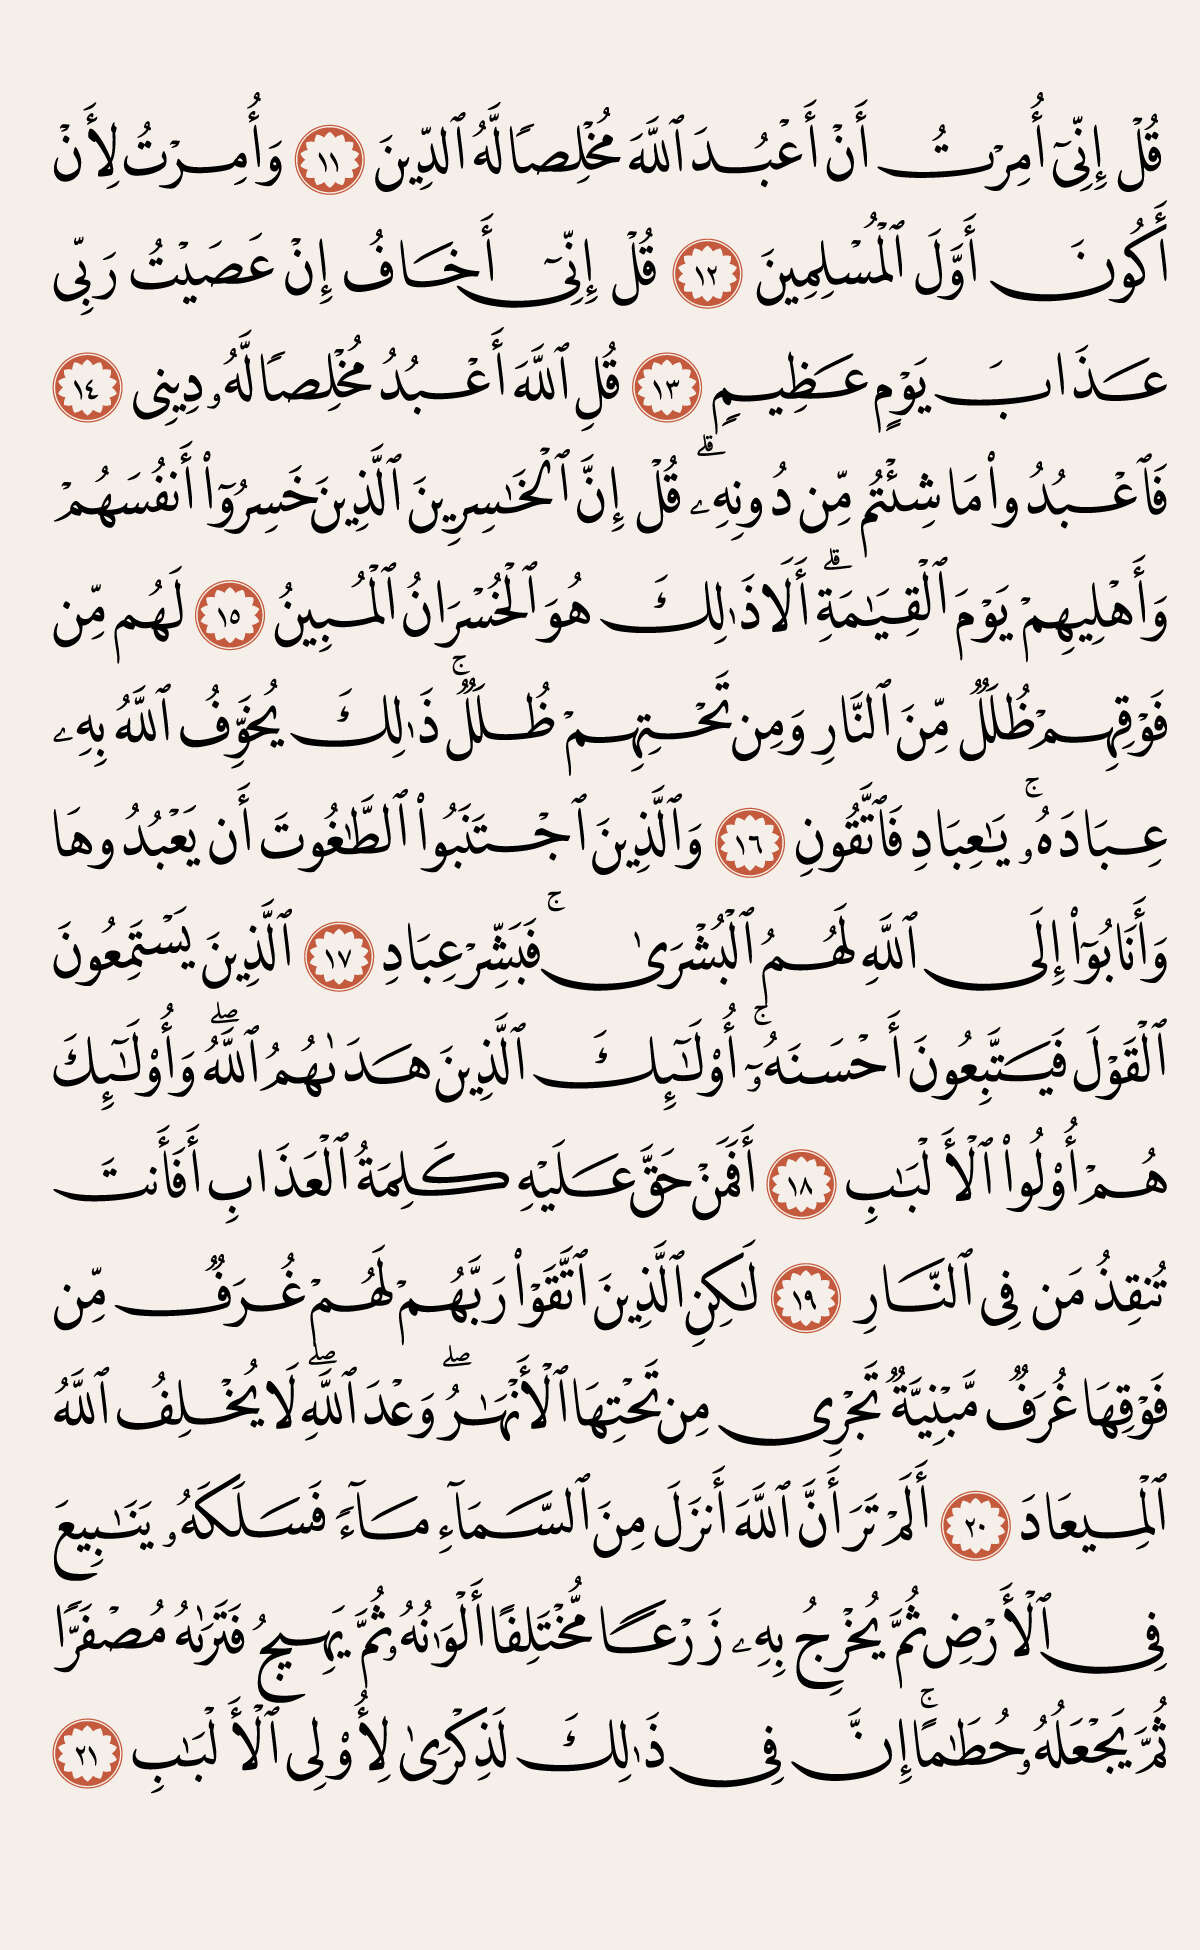 قُلْ إِنِّىٓ أُمِرْتُ أَنْ أَعْبُدَ ٱللَّهَ مُخْلِصًا لَّهُ ٱلدِّينَ ١١ وَأُمِرْتُ لِأَنْ
أَكُونَ أَوَّلَ ٱلْمُسْلِمِينَ ١٢ قُلْ إِنِّىٓ أَخَافُ إِنْ عَصَيْتُ رَبِّى
عَذَابَ يَوْمٍ عَظِيمٍ ١٣ قُلِ ٱللَّهَ أَعْبُدُ مُخْلِصًا لَّهُۥ دِينِى ١٤
فَٱعْبُدُوا۟ مَا شِئْتُم مِّن دُونِهِۦ ۗ قُلْ إِنَّ ٱلْخَـٰسِرِينَ ٱلَّذِينَ خَسِرُوٓا۟ أَنفُسَهُمْ
وَأَهْلِيهِمْ يَوْمَ ٱلْقِيَـٰمَةِ ۗ أَلَا ذَٰلِكَ هُوَ ٱلْخُسْرَانُ ٱلْمُبِينُ ١٥ لَهُم مِّن
فَوْقِهِمْ ظُلَلٌ مِّنَ ٱلنَّارِ وَمِن تَحْتِهِمْ ظُلَلٌ ۚ ذَٰلِكَ يُخَوِّفُ ٱللَّهُ بِهِۦ
عِبَادَهُۥ ۚ يَـٰعِبَادِ فَٱتَّقُونِ ١٦ وَٱلَّذِينَ ٱجْتَنَبُوا۟ ٱلطَّـٰغُوتَ أَن يَعْبُدُوهَا
وَأَنَابُوٓا۟ إِلَى ٱللَّهِ لَهُمُ ٱلْبُشْرَىٰ ۚ فَبَشِّرْ عِبَادِ ١٧ ٱلَّذِينَ يَسْتَمِعُونَ
ٱلْقَوْلَ فَيَتَّبِعُونَ أَحْسَنَهُۥٓ ۚ أُو۟لَـٰٓئِكَ ٱلَّذِينَ هَدَىٰهُمُ ٱللَّهُ ۖ وَأُو۟لَـٰٓئِكَ
هُمْ أُو۟لُوا۟ ٱلْأَلْبَـٰبِ ١٨ أَفَمَنْ حَقَّ عَلَيْهِ كَلِمَةُ ٱلْعَذَابِ أَفَأَنتَ
تُنقِذُ مَن فِى ٱلنَّارِ ١٩ لَـٰكِنِ ٱلَّذِينَ ٱتَّقَوْا۟ رَبَّهُمْ لَهُمْ غُرَفٌ مِّن
فَوْقِهَا غُرَفٌ مَّبْنِيَّةٌ تَجْرِى مِن تَحْتِهَا ٱلْأَنْهَـٰرُ ۖ وَعْدَ ٱللَّهِ ۖ لَا يُخْلِفُ ٱللَّهُ
ٱلْمِيعَادَ ٢٠ أَلَمْ تَرَ أَنَّ ٱللَّهَ أَنزَلَ مِنَ ٱلسَّمَآءِ مَآءً فَسَلَكَهُۥ يَنَـٰبِيعَ
فِى ٱلْأَرْضِ ثُمَّ يُخْرِجُ بِهِۦ زَرْعًا مُّخْتَلِفًا أَلْوَٰنُهُۥ ثُمَّ يَهِيجُ فَتَرَىٰهُ مُصْفَرًّا
ثُمَّ يَجْعَلُهُۥ حُطَـٰمًا ۚ إِنَّ فِى ذَٰلِكَ لَذِكْرَىٰ لِأُو۟لِى ٱلْأَلْبَـٰبِ ٢١